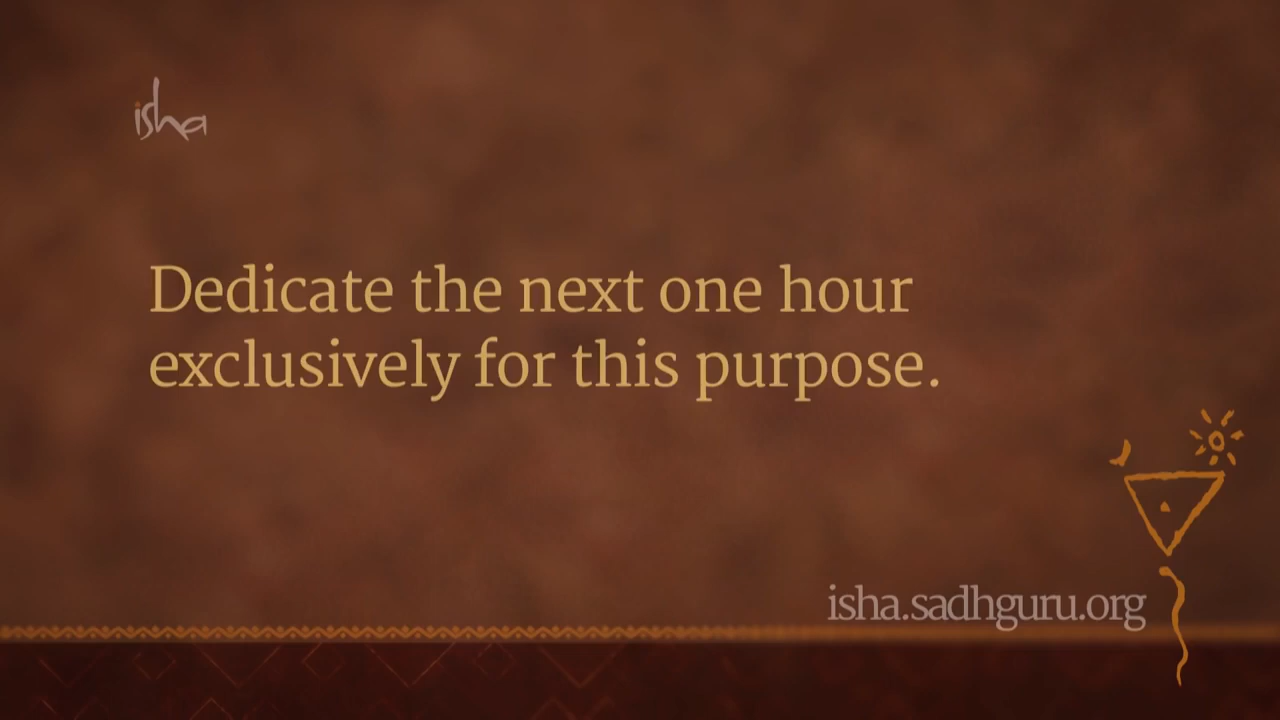 isha
Dedicate the next one hour
exclusively for this purpose.
isha.sadhguru.org